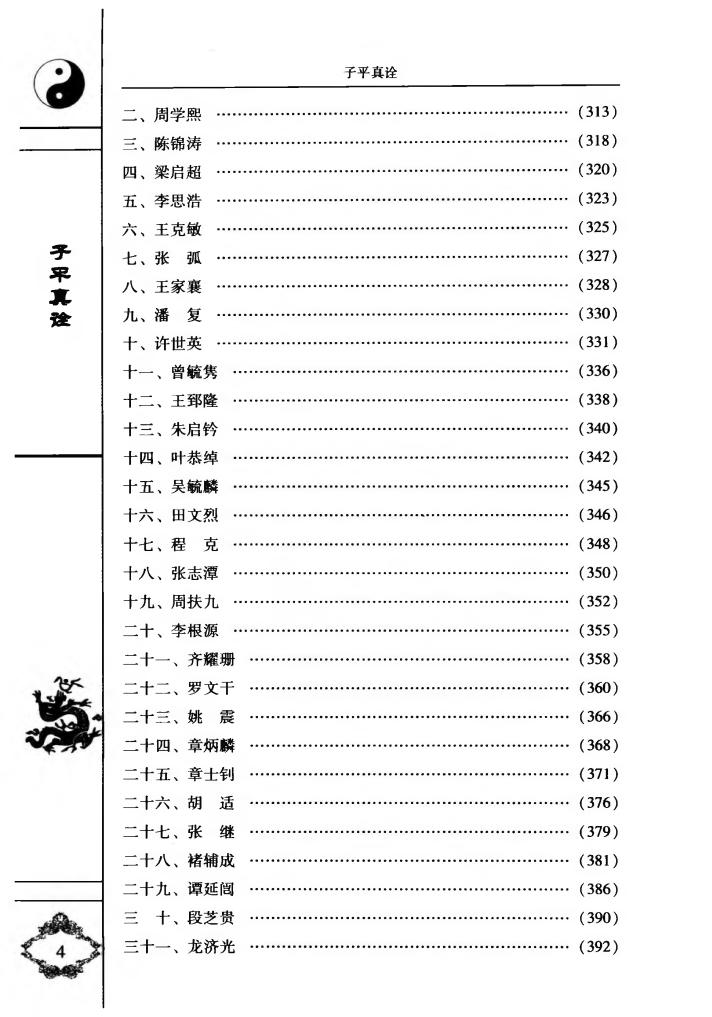 子平真诠
二、周学熙 (313)
三、陈锦涛 (318)
四、梁启超 (320)
五、李思浩 (323)
六、王克敏 (325)
七、张　弧 (327)
八、王家襄 (328)
九、潘　复 (330)
十、许世英 (331)
十一、曾毓隽 (336)
十二、王郅隆 (338)
十三、朱启钤 (340)
十四、叶恭绰 (342)
十五、吴毓麟 (345)
十六、田文烈 (346)
十七、程　克 (348)
十八、张志潭 (350)
十九、周扶九 (352)
二十、李根源 (355)
二十一、齐耀珊 (358)
二十二、罗文干 (360)
二十三、姚　震 (366)
二十四、章炳麟 (368)
二十五、章士钊 (371)
二十六、胡　适 (376)
二十七、张　继 (379)
二十八、褚辅成 (381)
二十九、谭延闿 (386)
三　十、段芝贵 (390)
三十一、龙济光 (392)
子平真诠
4